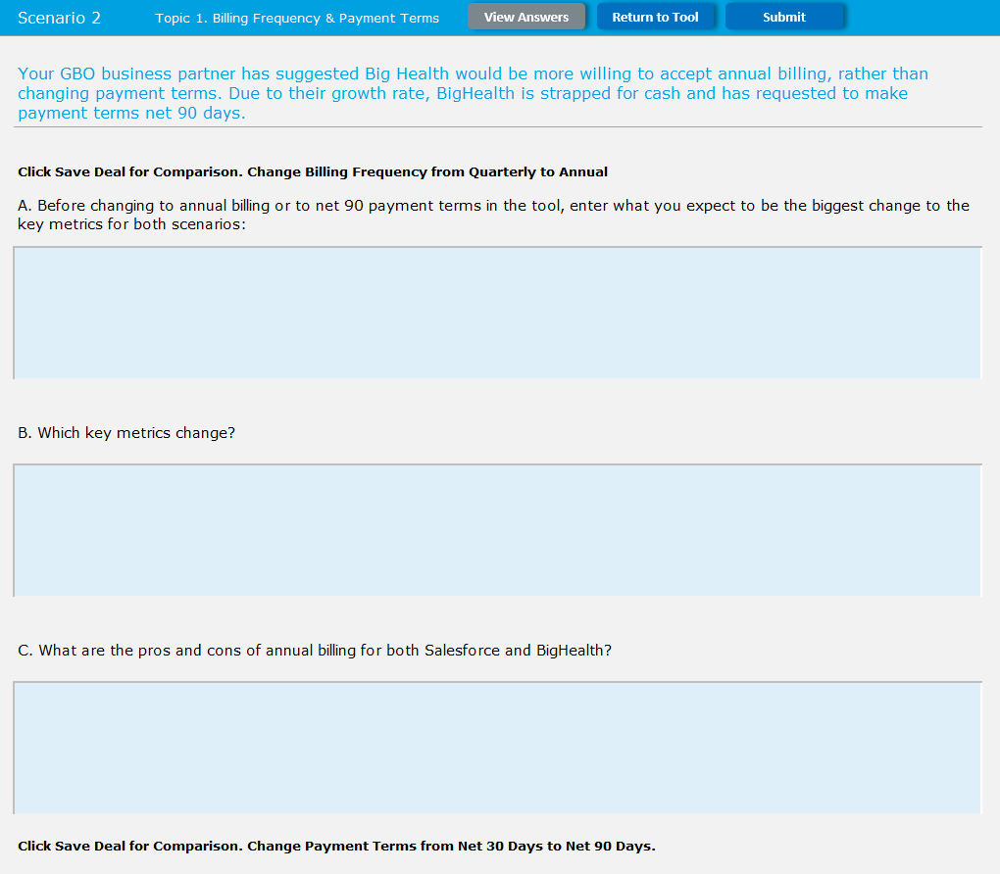 Scenario 2 Topic 1. Billing Frequency & Payment Terms View Answers Return to Tool Submit
Your GBO business partner has suggested Big Health would be more willing to accept annual billing, rather than
changing payment terms. Due to their growth rate, BigHealth is strapped for cash and has requested to make
payment terms net 90 days.
Click Save Deal for Comparison. Change Billing Frequency from Quarterly to Annual
A. Before changing to annual billing or to net 90 payment terms in the tool, enter what you expect to be the biggest change to the
key metrics for both scenarios:
B. Which key metrics change?
C. What are the pros and cons of annual billing for both Salesforce and BigHealth?
Click Save Deal for Comparison. Change Payment Terms from Net 30 Days to Net 90 Days.